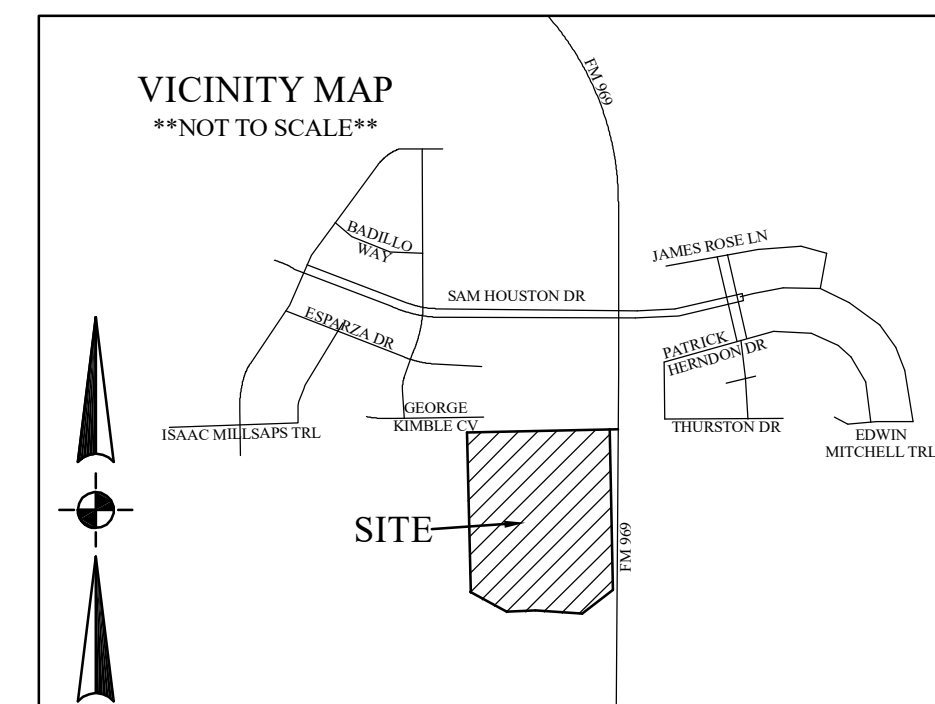 VICINITY MAP
**NOT TO SCALE**
FM 969
BADILLO
WAY
JAMES ROSE LN
SAM HOUSTON DR
ESPARZA DR
PATRICK
HERNDON DR
GEORGE
KIMBLE CV
ISAAC MILLSAPS TRL
THURSTON DR
EDWIN
MITCHELL TRL
SITE
FM 969